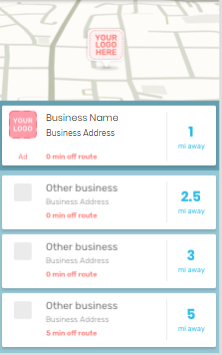 YOUR
LOGO
HERE
YOUR
LOGO
Business Name
Business Address
1
mi away
Ad
0 min off route
Other business
Business Address
0 min off route
2.5
mi away
Other business
Business Address
0 min off route
3
mi away
Other business
Business Address
5 min off route
5
mi away